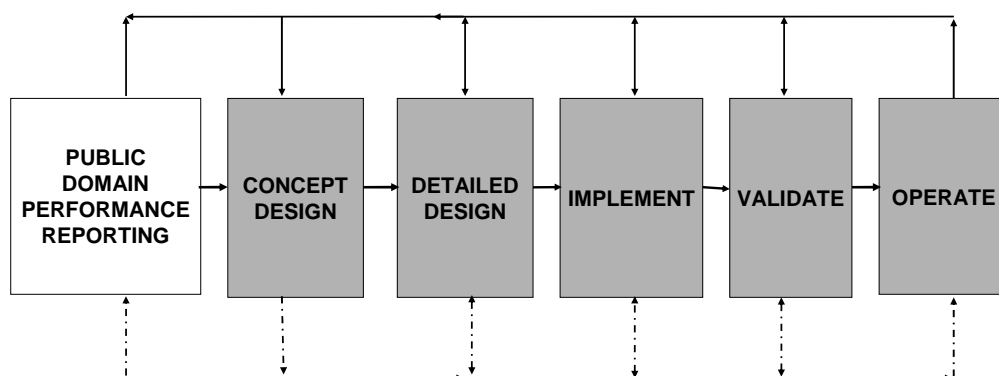 PUBLIC
DOMAIN
PERFORMANCE
REPORTING
CONCEPT
DESIGN
DETAILED
DESIGN
IMPLEMENT
VALIDATE
OPERATE